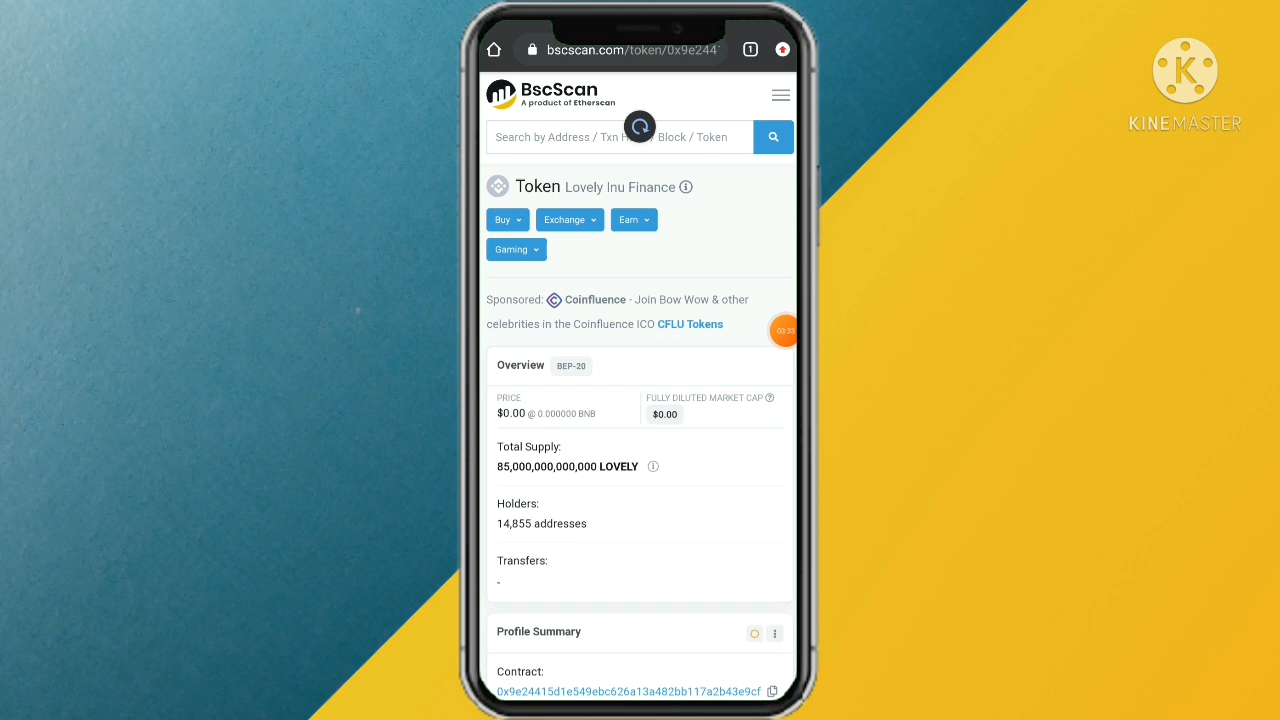 bscscan.com/token/0x9e244
1
BscScan
A product of Etherscan
Search by Address / Txn / Block / Token
Token Lovely Inu Finance
Buy Exchange Earn
Gaming
Sponsored: Coinfluence - Join Bow Wow & other
celebrities in the Coinfluence ICO CFLU Tokens
03:33
Overview BEP-20
PRICE
$0.00 @ 0.000000 BNB
FULLY DILUTED MARKET CAP
$0.00
Total Supply:
85,000,000,000,000 LOVELY
Holders:
14,855 addresses
Transfers:
-
Profile Summary
Contract:
0x9e24415d1e549ebc626a13a482bb117a2b43e9cf
K
KINEMASTER